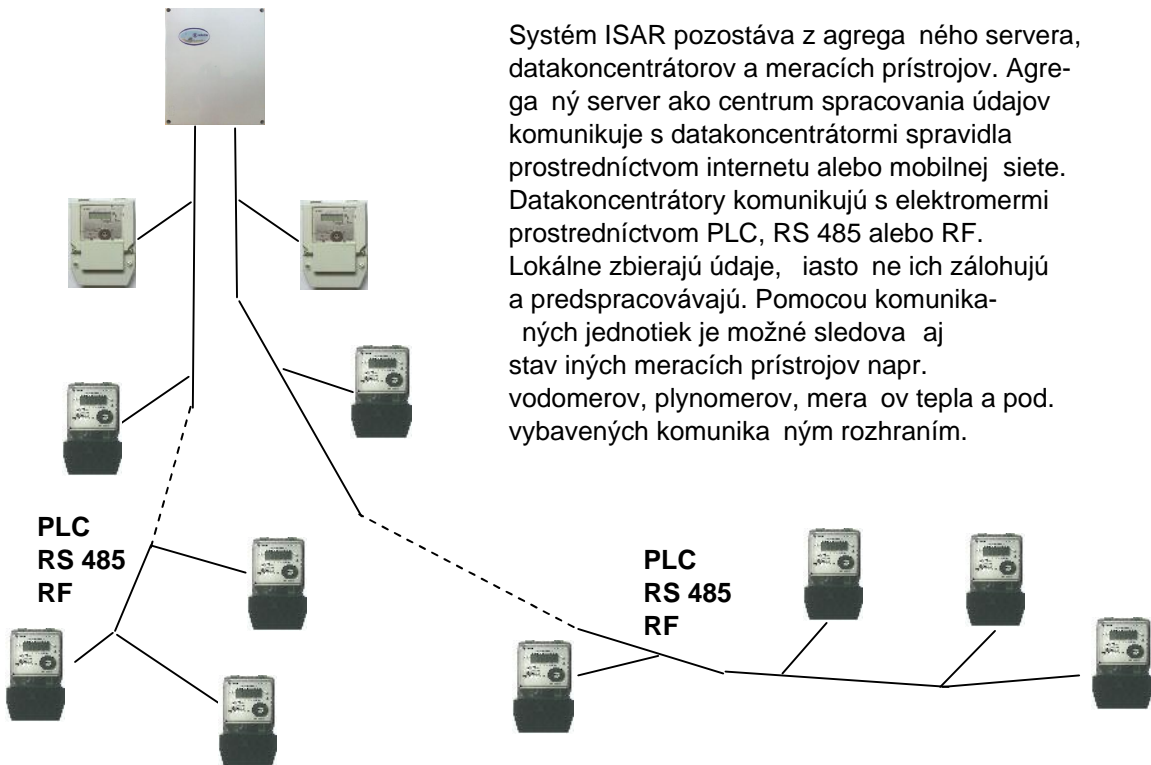 Systém ISAR pozostáva z agrega ného servera,
datakoncentrátorov a meracích prístrojov. Agre-
ga ný server ako centrum spracovania údajov
komunikuje s datakoncentrátormi spravidla
prostredníctvom internetu alebo mobilnej siete.
Datakoncentrátory komunikujú s elektromermi
prostredníctvom PLC, RS 485 alebo RF.
Lokálne zbierajú údaje, iasto ne ich zálohujú
a predspracovávajú. Pomocou komunika-
ných jednotiek je možné sledova aj
stav iných meracích prístrojov napr.
vodomerov, plynomerov, mera ov tepla a pod.
vybavených komunika ným rozhraním.
PLC
RS 485
RF
PLC
RS 485
RF